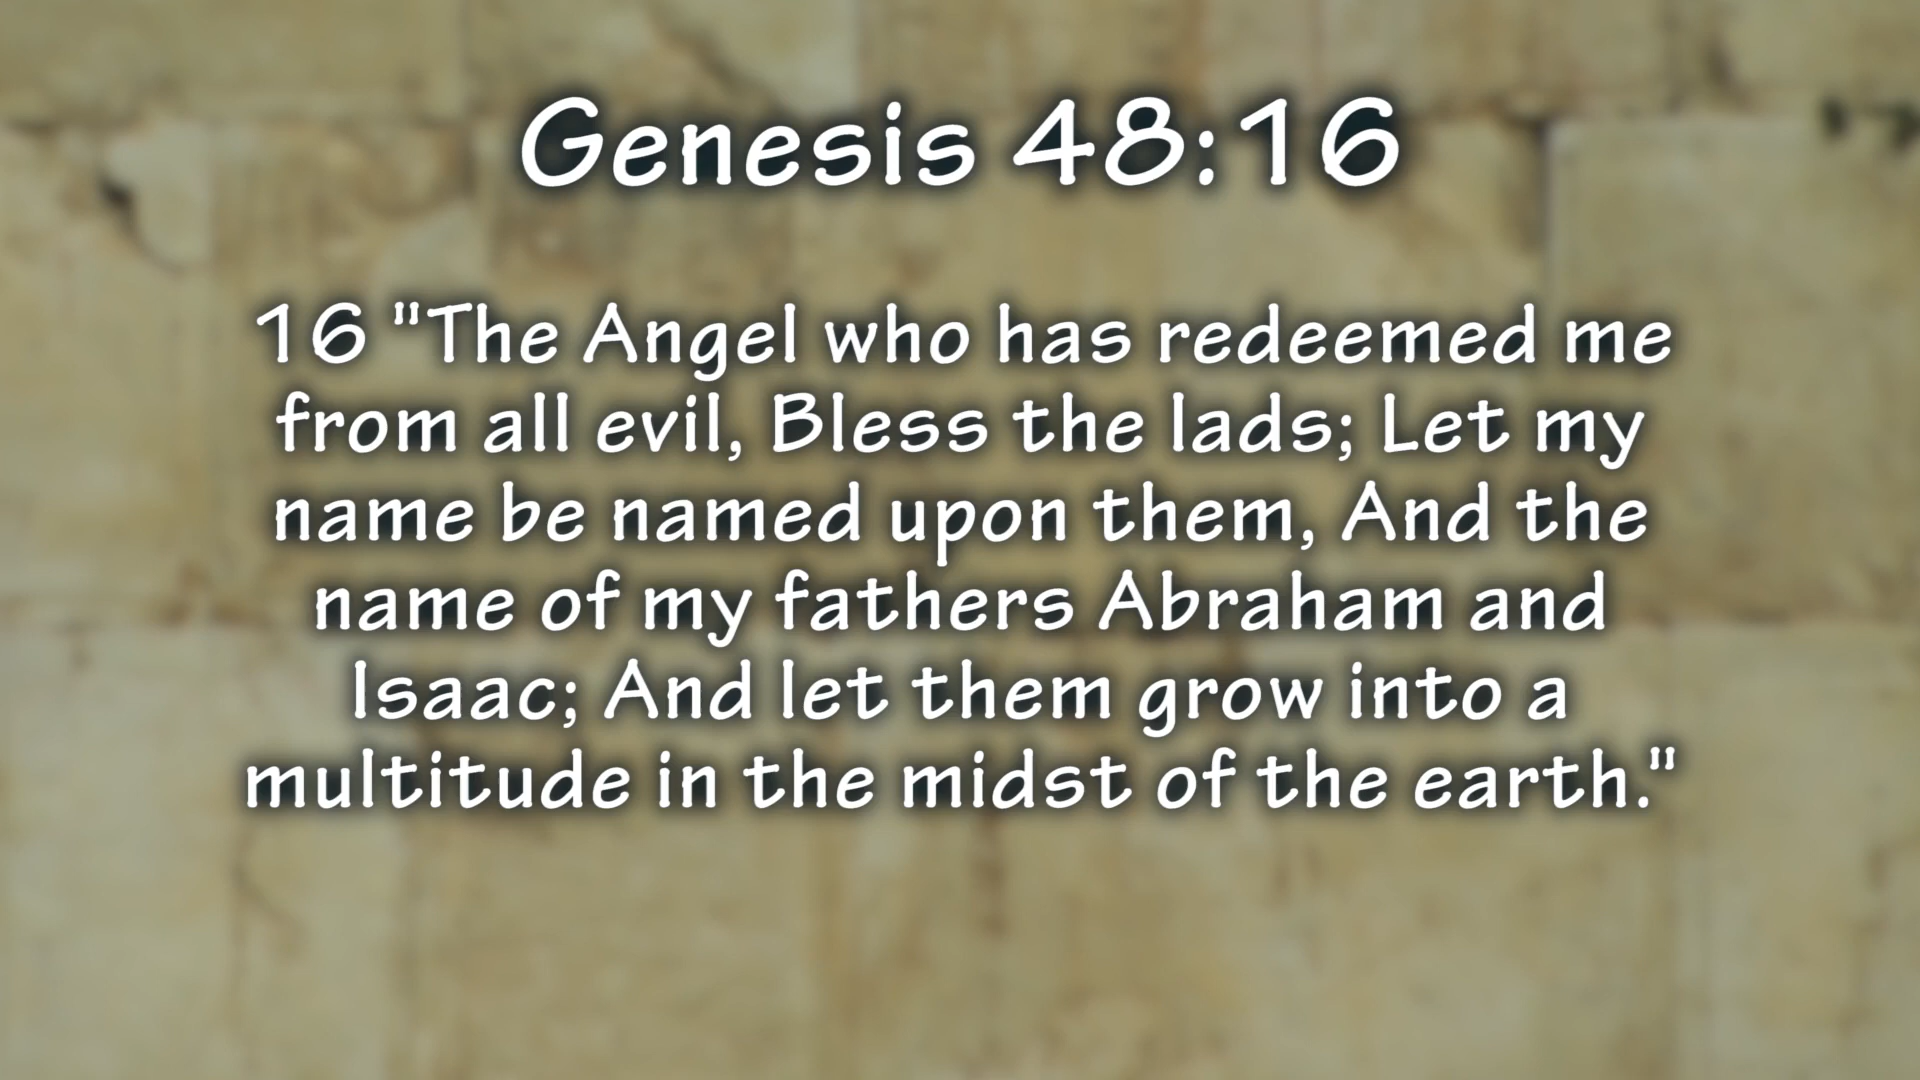 Genesis 48:16
16 "The Angel who has redeemed me
from all evil, Bless the lads; Let my
name be named upon them, And the
name of my fathers Abraham and
Isaac; And let them grow into a
multitude in the midst of the earth."